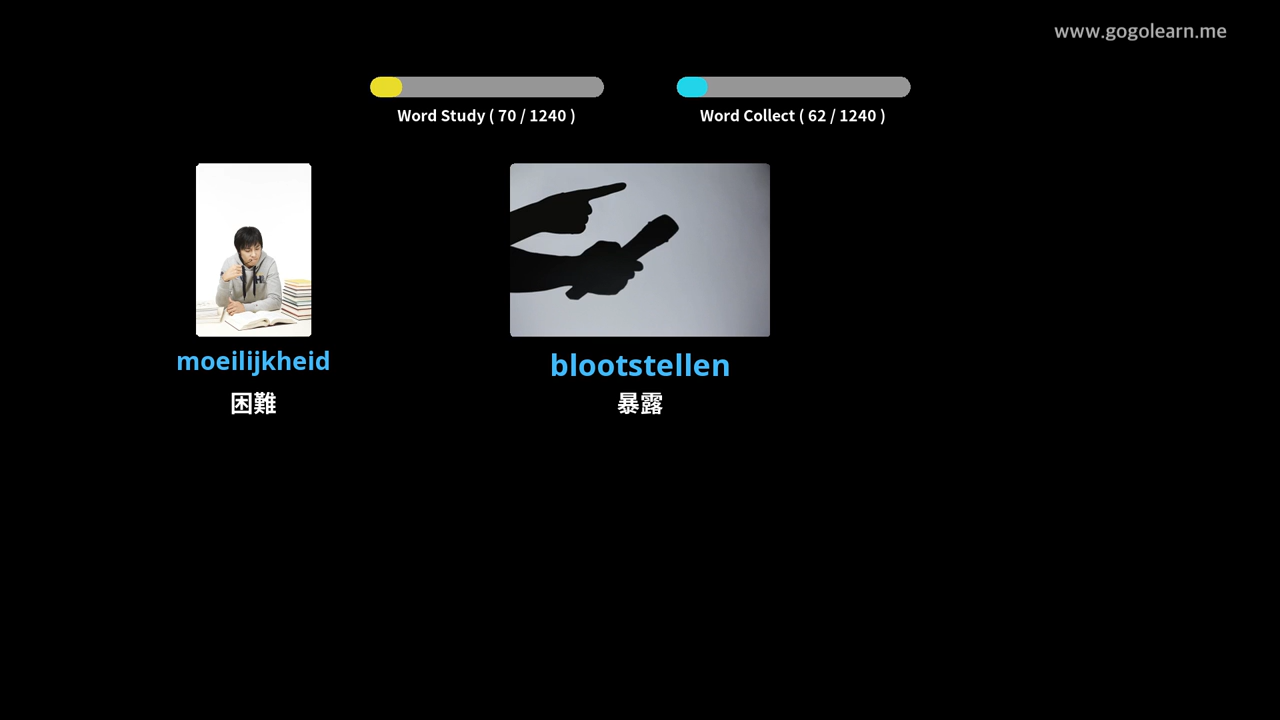 www.gogolearn.me
Word Study ( 70 / 1240 )
Word Collect ( 62 / 1240 )
moeilijkheid
困難
blootstellen
暴露